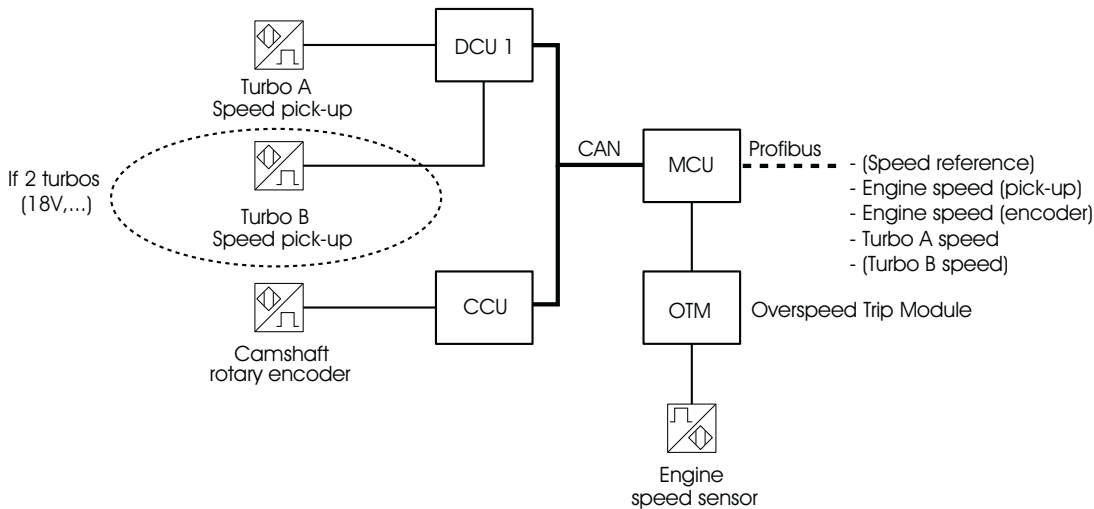 DCU 1
Turbo A
Speed pick-up
If 2 turbos
(18V,...)
Turbo B
Speed pick-up
CAN
MCU
Profibus
- (Speed reference)
- Engine speed (pick-up)
- Engine speed (encoder)
- Turbo A speed
- (Turbo B speed)
CCU
Camshaft
rotary encoder
OTM
Overspeed Trip Module
Engine
speed sensor